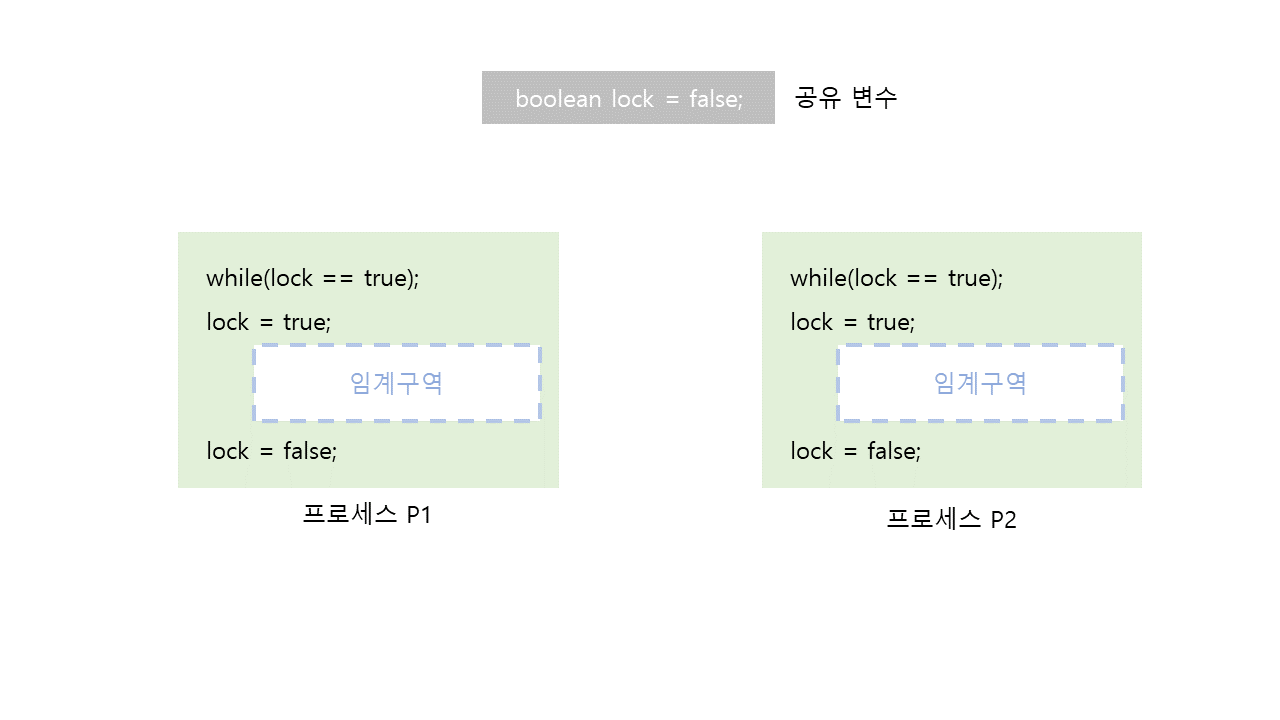 boolean lock = false; 공유 변수
while(lock == true);
lock = true;
임계구역
lock = false;
프로세스 P1
while(lock == true);
lock = true;
임계구역
lock = false;
프로세스 P2